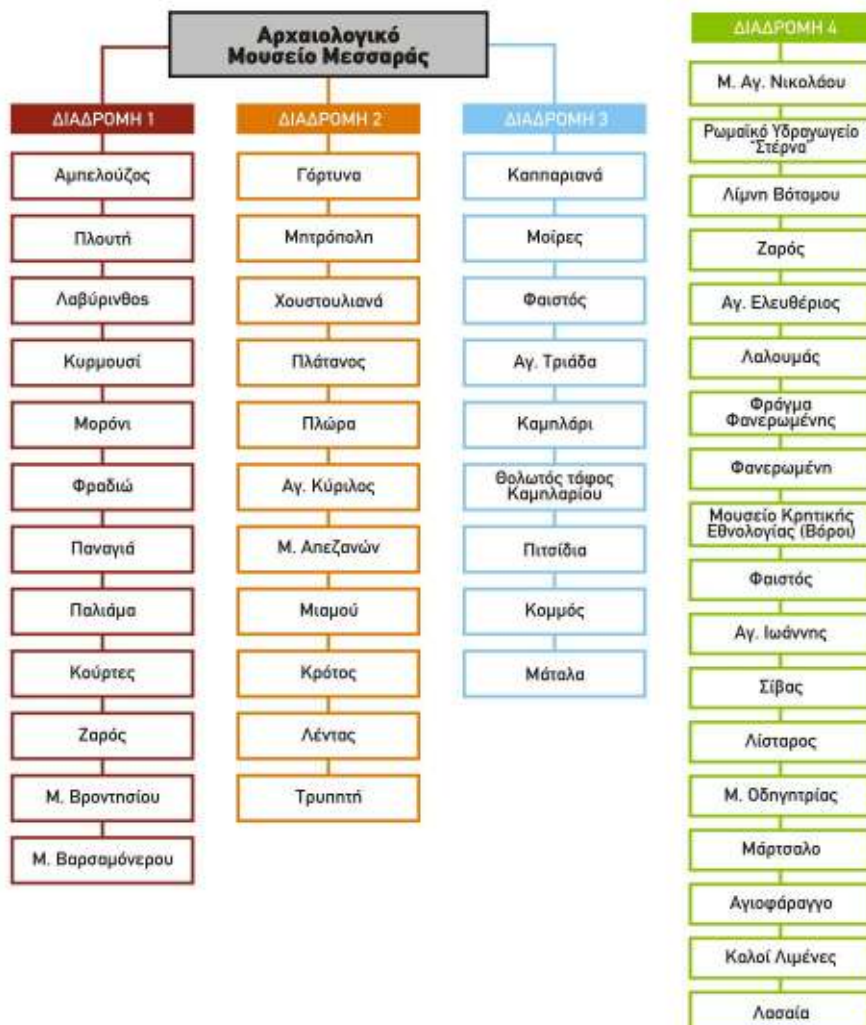 Αρχαιολογικό
Μουσείο Μεσσαράς
ΔΙΑΔΡΟΜΗ 1
Αμπελούζος
Πλουτή
Λαβύρινθος
Κυρμουσί
Μορόνι
Φραδιώ
Παναγιά
Παλιάμα
Κούρτες
Ζαρός
Μ. Βροντησίου
Μ. Βαρσαμόνερου
ΔΙΑΔΡΟΜΗ 2
Γόρτυνα
Μητρόπολη
Χουστουλιανά
Πλάτανος
Πλώρα
Αγ. Κύριλος
Μ. Απεζανών
Μιαμού
Κρότος
Λέντας
Τρυπητή
ΔΙΑΔΡΟΜΗ 3
Καππαριανά
Μοίρες
Φαιστός
Αγ. Τριάδα
Καμηλάρι
Θολωτός τάφος
Καμηλαρίου
Πιτσίδια
Κομμός
Μάταλα
ΔΙΑΔΡΟΜΗ 4
Μ. Αγ. Νικολάου
Ρωμαϊκό Υδραγωγείο
"Στέρνα"
Λίμνη Βότομου
Ζαρός
Αγ. Ελευθέριος
Λαλουμάς
Φράγμα
Φανερωμένης
Φανερωμένη
Μουσείο Κρητικής
Εθνολογίας (Βόροι)
Φαιστός
Αγ. Ιωάννης
Σίβας
Λίσταρος
Μ. Οδηγητρίας
Μάρτσαλο
Αγιοφάραγγο
Καλοί Λιμένες
Λασαία